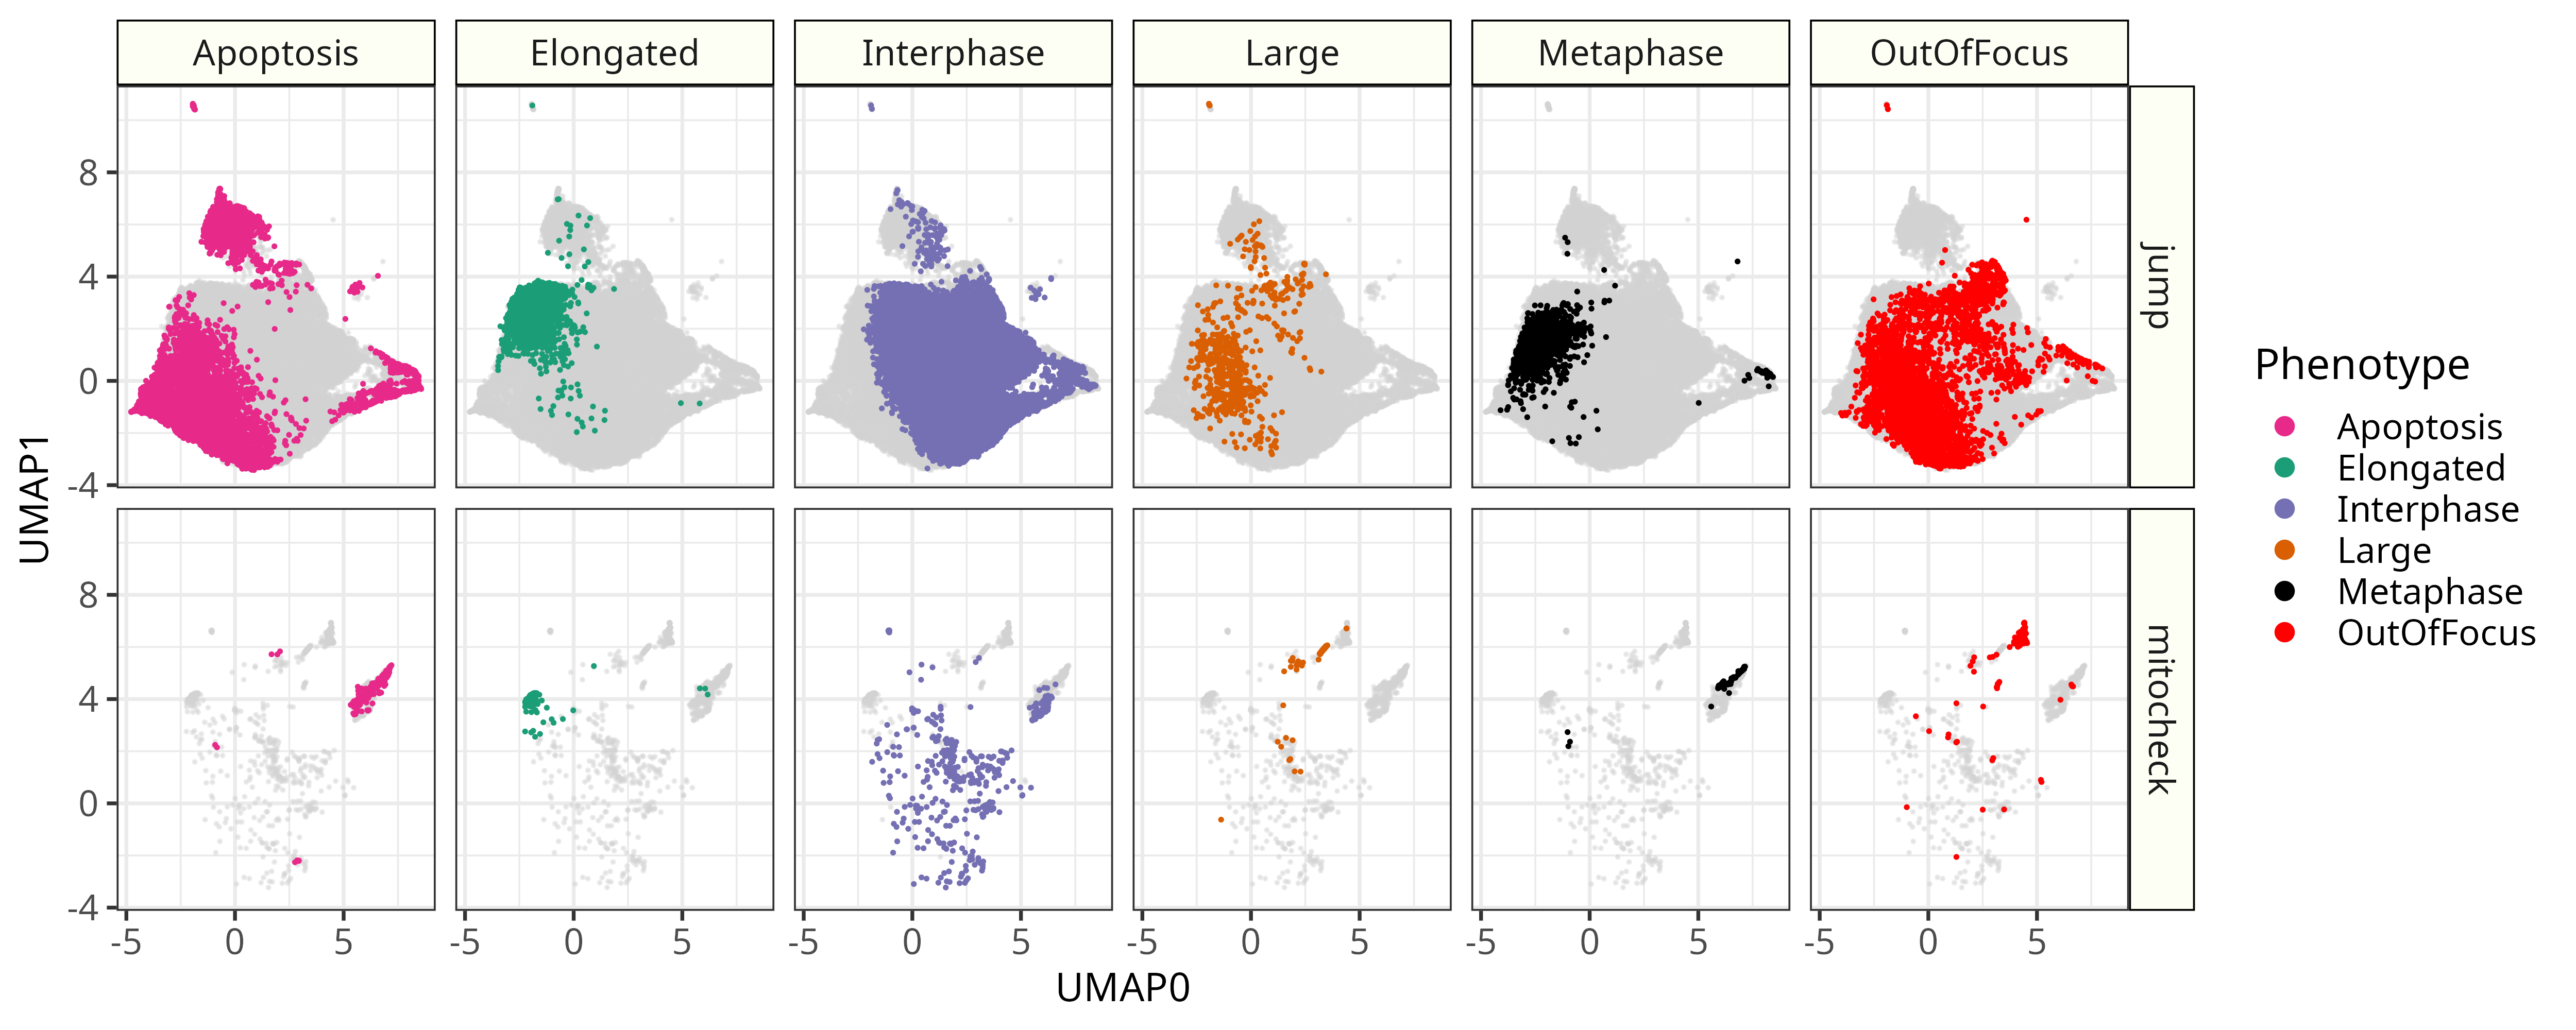 Apoptosis Elongated Interphase Large Metaphase OutOfFocus
8
4
0
-4
jump
8
4
0
-4
mitocheck
-5 0 5 -5 0 5 -5 0 5 -5 0 5 -5 0 5 -5 0 5
UMAP0
UMAP1
Phenotype
Apoptosis
Elongated
Interphase
Large
Metaphase
OutOfFocus